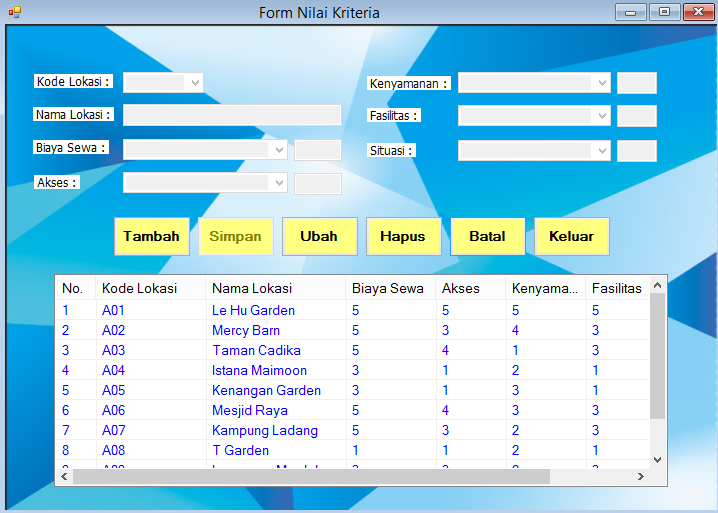 Form Nilai Kriteria
Kode Lokasi :
Kenyamanan :
Nama Lokasi :
Fasilitas :
Biaya Sewa :
Situasi :
Akses :
Tambah Simpan Ubah Hapus Batal Keluar
No. Kode Lokasi Nama Lokasi Biaya Sewa Akses Kenyama... Fasilitas
1 A01 Le Hu Garden 5 5 5 5
2 A02 Mercy Barn 5 3 4 3
3 A03 Taman Cadika 5 4 1 3
4 A04 Istana Maimoon 3 1 2 1
5 A05 Kenangan Garden 3 1 3 1
6 A06 Mesjid Raya 5 4 3 3
7 A07 Kampung Ladang 5 3 2 3
8 A08 T Garden 1 1 2 1